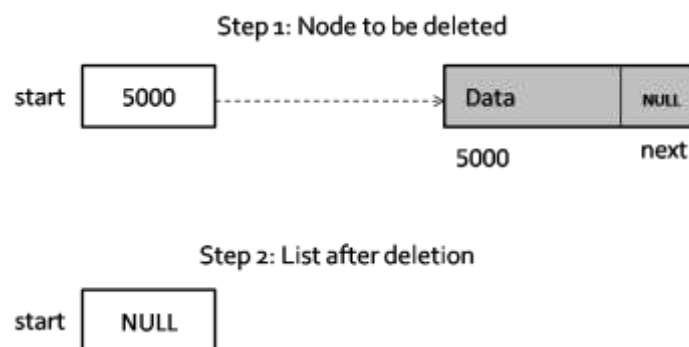 Step 1: Node to be deleted
start 5000 Data NULL
5000 next
Step 2: List after deletion
start NULL